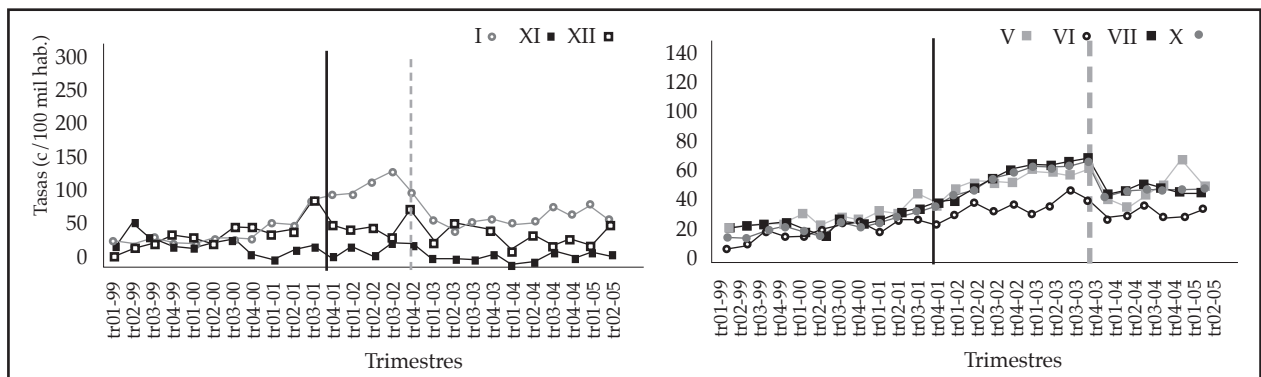 I XI XII
Tasas (c/100 mil hab.)
300
250
200
150
100
50
0
tr01-99
tr02-99
tr03-99
tr04-99
tr01-00
tr02-00
tr03-00
tr04-00
tr01-01
tr02-01
tr03-01
tr04-01
tr01-02
tr02-02
tr03-02
tr04-02
tr01-03
tr02-03
tr03-03
tr04-03
tr01-04
tr02-04
tr03-04
tr04-04
tr01-05
tr02-05
Trimestres
V VI VII X
140
120
100
80
60
40
20
0
tr01-99
tr02-99
tr03-99
tr04-99
tr01-00
tr02-00
tr03-00
tr04-00
tr01-01
tr02-01
tr03-01
tr04-01
tr01-02
tr02-02
tr03-02
tr04-02
tr01-03
tr02-03
tr03-03
tr04-03
tr01-04
tr02-04
tr03-04
tr04-04
tr01-05
tr02-05
Trimestres